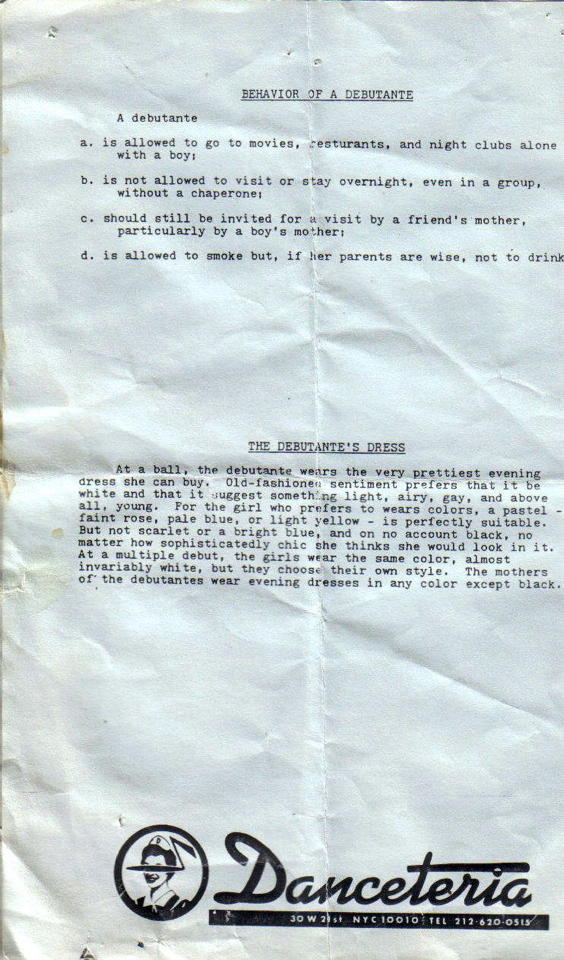 BEHAVIOR OF A DEBUTANTE
A debutante
a. is allowed to go to movies, resturants, and night clubs alone
with a boy;
b. is not allowed to visit or stay overnight, even in a group,
without a chaperone;
c. should still be invited for a visit by a friend's mother,
particularly by a boy's mother;
d. is allowed to smoke but, if her parents are wise, not to drink
THE DEBUTANTE'S DRESS
At a ball, the debutante wears the very prettiest evening
dress she can buy. Old-fashioned sentiment prefers that it be
white and that it suggest something light, airy, gay, and above
all, young. For the girl who prefers to wears colors, a pastel -
faint rose, pale blue, or light yellow - is perfectly suitable.
But not scarlet or a bright blue, and on no account black, no
matter how sophisticatedly chic she thinks she would look in it.
At a multiple debut, the girls wear the same color, almost
invariably white, but they choose their own style. The mothers
of the debutantes wear evening dresses in any color except black.
D
Danceteria
30 W 21st NYC 10010 TEL 212-620-0515